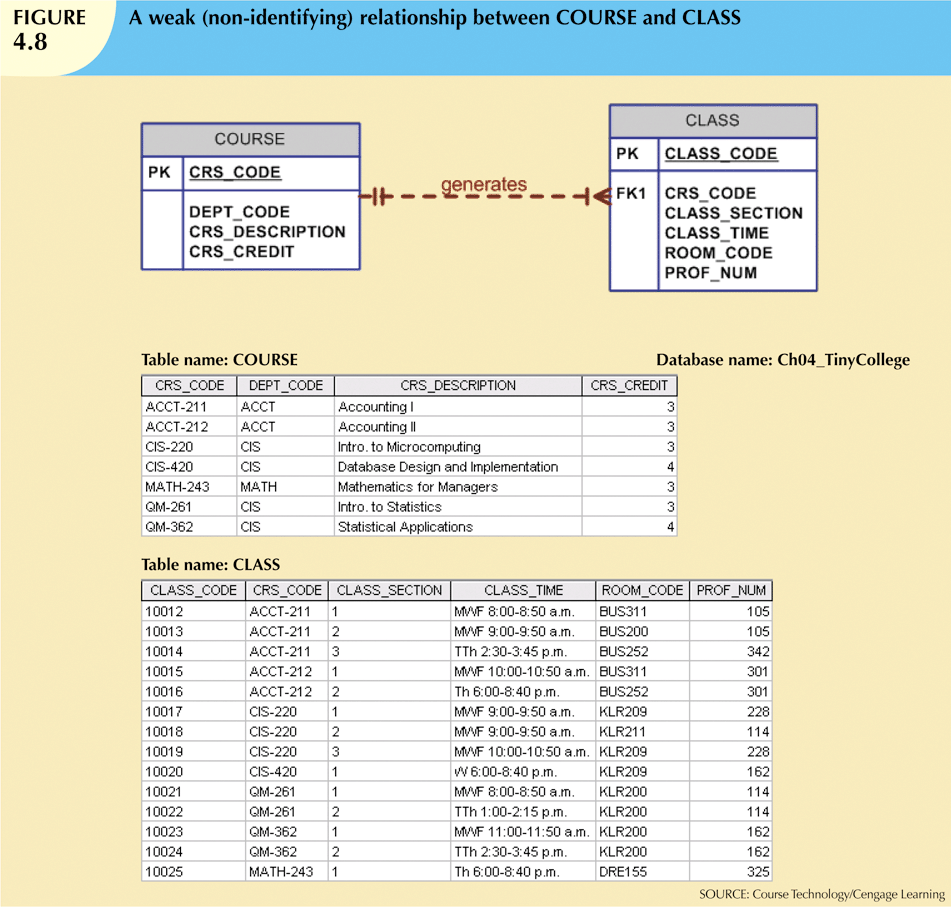 FIGURE
4.8
A weak (non-identifying) relationship between COURSE and CLASS
COURSE
PK CRS_CODE
DEPT_CODE
CRS_DESCRIPTION
CRS_CREDIT
generates
CLASS
PK CLASS_CODE
FK1 CRS_CODE
CLASS_SECTION
CLASS_TIME
ROOM_CODE
PROF_NUM
Table name: COURSE
Database name: Ch04_TinyCollege
CRS_CODE DEPT_CODE CRS_DESCRIPTION CRS_CREDIT
ACCT-211 ACCT Accounting I 3
ACCT-212 ACCT Accounting II 3
CIS-220 CIS Intro. to Microcomputing 3
CIS-420 CIS Database Design and Implementation 4
MATH-243 MATH Mathematics for Managers 3
QM-261 CIS Intro. to Statistics 3
QM-362 CIS Statistical Applications 4
Table name: CLASS
CLASS_CODE CRS_CODE CLASS_SECTION CLASS_TIME ROOM_CODE PROF_NUM
10012 ACCT-211 1 MWF 8:00-8:50 a.m. BUS311 105
10013 ACCT-211 2 MWF 9:00-9:50 a.m. BUS200 105
10014 ACCT-211 3 TTh 2:30-3:45 p.m. BUS252 342
10015 ACCT-212 1 MWF 10:00-10:50 a.m. BUS311 301
10016 ACCT-212 2 Th 6:00-8:40 p.m. BUS252 301
10017 CIS-220 1 MWF 9:00-9:50 a.m. KLR209 228
10018 CIS-220 2 MWF 9:00-9:50 a.m. KLR211 114
10019 CIS-220 3 MWF 10:00-10:50 a.m. KLR209 228
10020 CIS-420 1 W 6:00-8:40 p.m. KLR209 162
10021 QM-261 1 MWF 8:00-8:50 a.m. KLR200 114
10022 QM-261 2 TTh 1:00-2:15 p.m. KLR200 114
10023 QM-362 1 MWF 11:00-11:50 a.m. KLR200 162
10024 QM-362 2 TTh 2:30-3:45 p.m. KLR200 162
10025 MATH-243 1 Th 6:00-8:40 p.m. DRE155 325
SOURCE: Course Technology/Cengage Learning